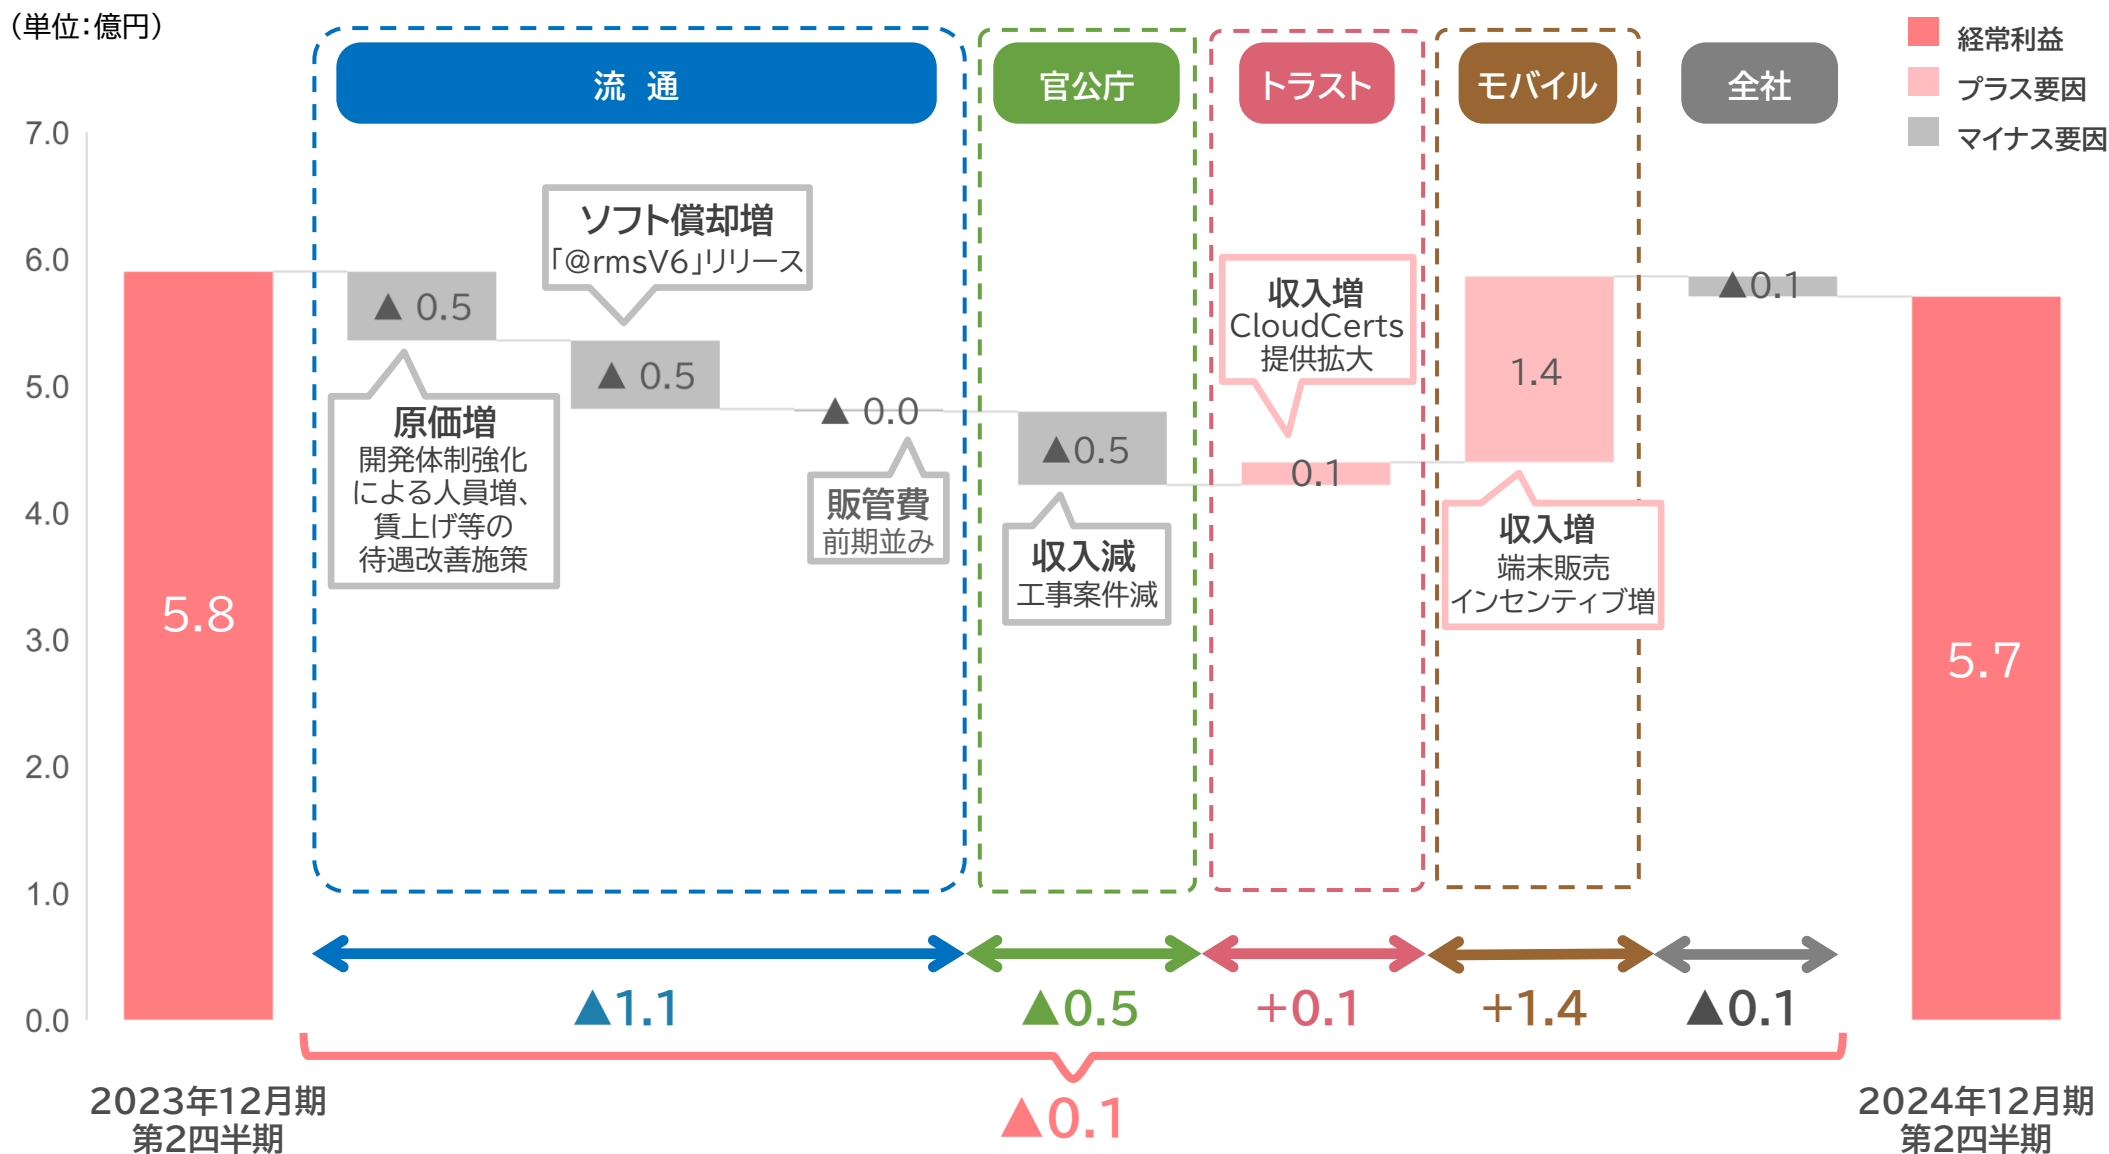 （単位：億円）
流 通
官公庁
トラスト
モバイル
全社
経常利益
プラス要因
マイナス要因
7.0
6.0
5.0
4.0
3.0
2.0
1.0
0.0
5.8
▲ 0.5
原価増
開発体制強化
による人員増、
賃上げ等の
待遇改善施策
ソフト償却増
「@rmsV6」リリース
▲ 0.5
▲ 0.0
販管費
前期並み
▲0.5
収入減
工事案件減
収入増
CloudCerts
提供拡大
0.1
1.4
収入増
端末販売
インセンティブ増
▲0.1
5.7
▲1.1
▲0.5
+0.1
+1.4
▲0.1
▲0.1
2023年12月期
第2四半期
2024年12月期
第2四半期